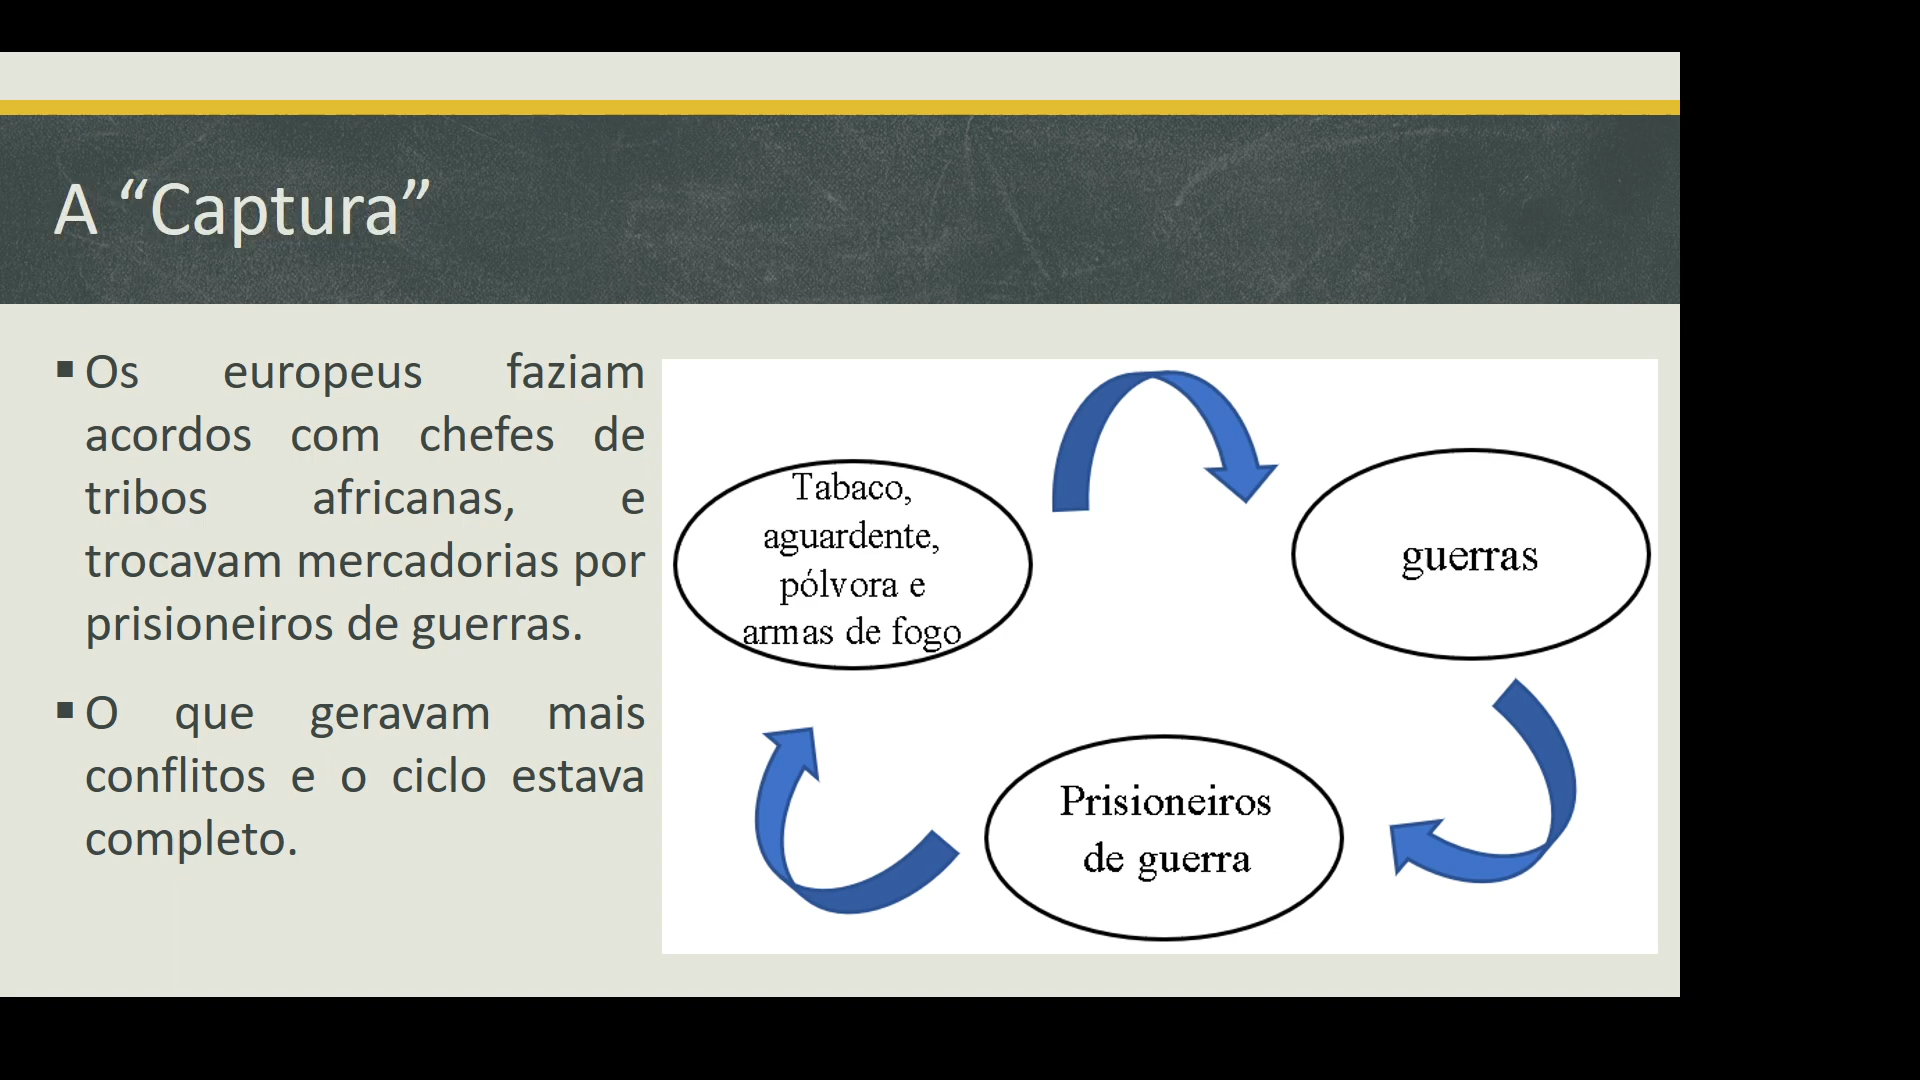 A “Captura”
▪ Os europeus faziam
acordos com chefes de
tribos africanas, e
trocavam mercadorias por
prisioneiros de guerras.
▪ O que geravam mais
conflitos e o ciclo estava
completo.
Tabaco,
aguardente,
pólvora e
armas de fogo
guerras
Prisioneiros
de guerra